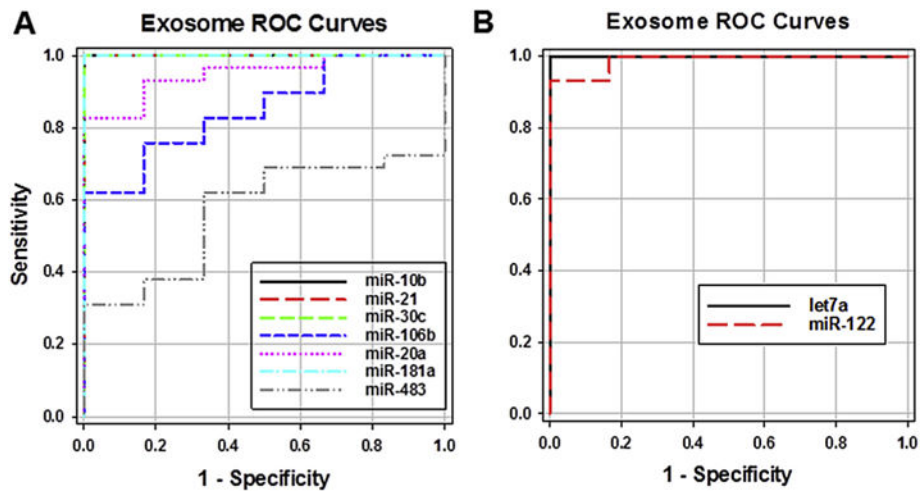 A
Exosome ROC Curves
Sensitivity
1.0
0.8
0.6
0.4
0.2
0.0
miR-10b
miR-21
miR-30c
miR-106b
miR-20a
miR-181a
miR-483
0.0 0.2 0.4 0.6 0.8 1.0
1 - Specificity
B
Exosome ROC Curves
1.0
0.8
0.6
0.4
0.2
0.0
let7a
miR-122
0.0 0.2 0.4 0.6 0.8 1.0
1 - Specificity